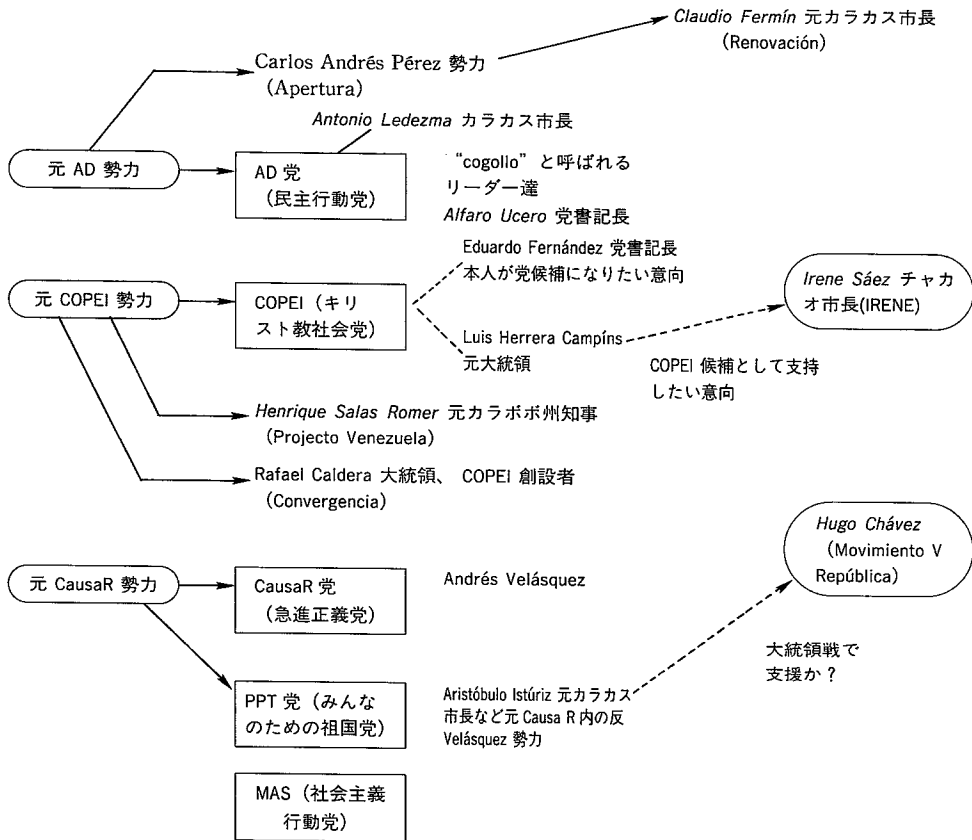 Claudio Fermín 元カラカス市長
(Renovación)
Carlos Andrés Pérez 勢力
(Apertura)
Antonio Ledezma カラカス市長
元 AD 勢力
AD 党
(民主行動党)
“cogollo” と呼ばれる
リーダー達
Alfaro Ucero 党書記長
Eduardo Fernández 党書記長
本人が党候補になりたい意向
元 COPEI 勢力
COPEI (キリ
スト教社会党)
Luis Herrera Campíns
元大統領
Irene Sáez チャカ
オ市長(IRENE)
COPEI 候補として支持
したい意向
Henrique Salas Romer 元カラボボ州知事
(Projecto Venezuela)
Rafael Caldera 大統領、 COPEI 創設者
(Convergencia)
Hugo Chávez
(Movimiento V
República)
元 CausaR 勢力
CausaR 党
(急進正義党)
Andrés Velásquez
大統領戦で
支援か？
PPT 党 (みんな
のための祖国党)
Aristóbulo Istúriz 元カラカス
市長など元 Causa R 内の反
Velásquez 勢力
MAS (社会主義
行動党)